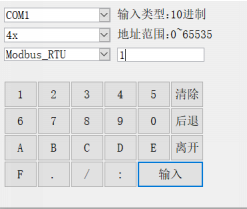 COM1 输入类型:10进制
4x 地址范围:0~65535
Modbus_RTU 1
1 2 3 4 5 清除
6 7 8 9 0 后退
A B C D E 离开
F . / : 输入